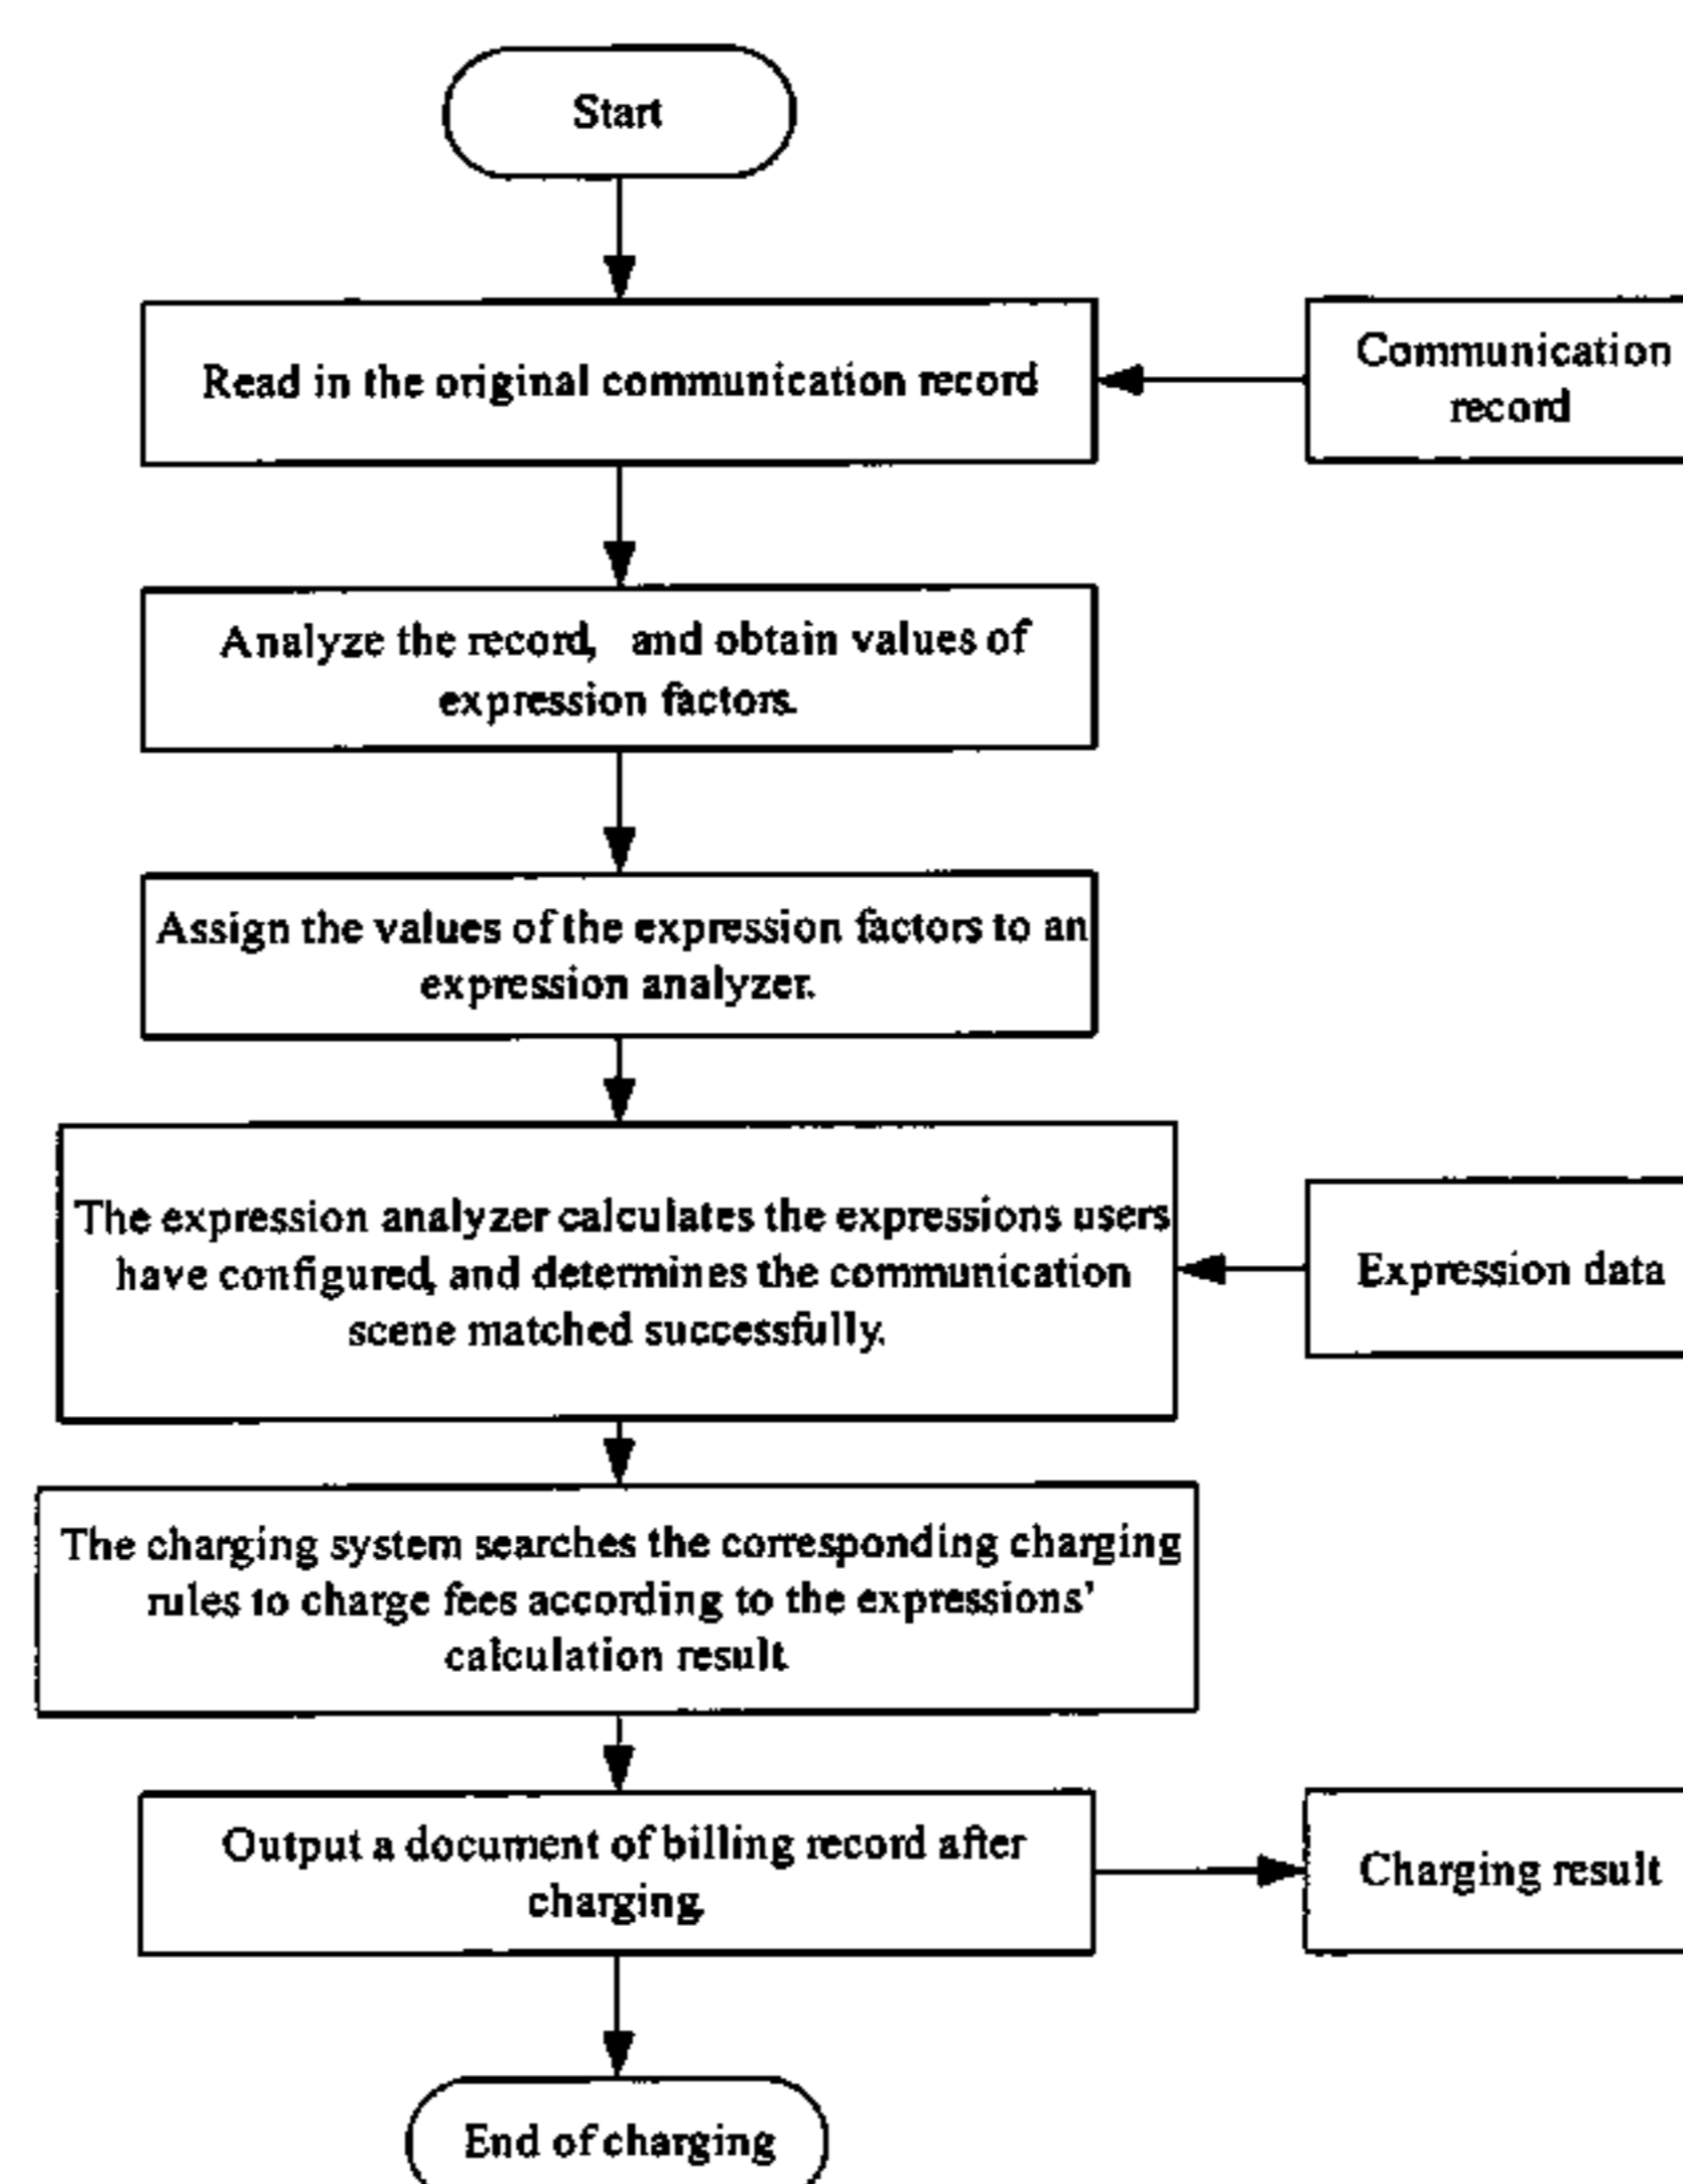 Start
Read in the original communication record
Communication
record
Analyze the record, and obtain values of
expression factors.
Assign the values of the expression factors to an
expression analyzer.
The expression analyzer calculates the expressions users
have configured, and determines the communication
scene matched successfully.
Expression data
The charging system searches the corresponding charging
rules to charge fees according to the expressions'
calculation result.
Output a document of billing record after
charging.
Charging result
End of charging